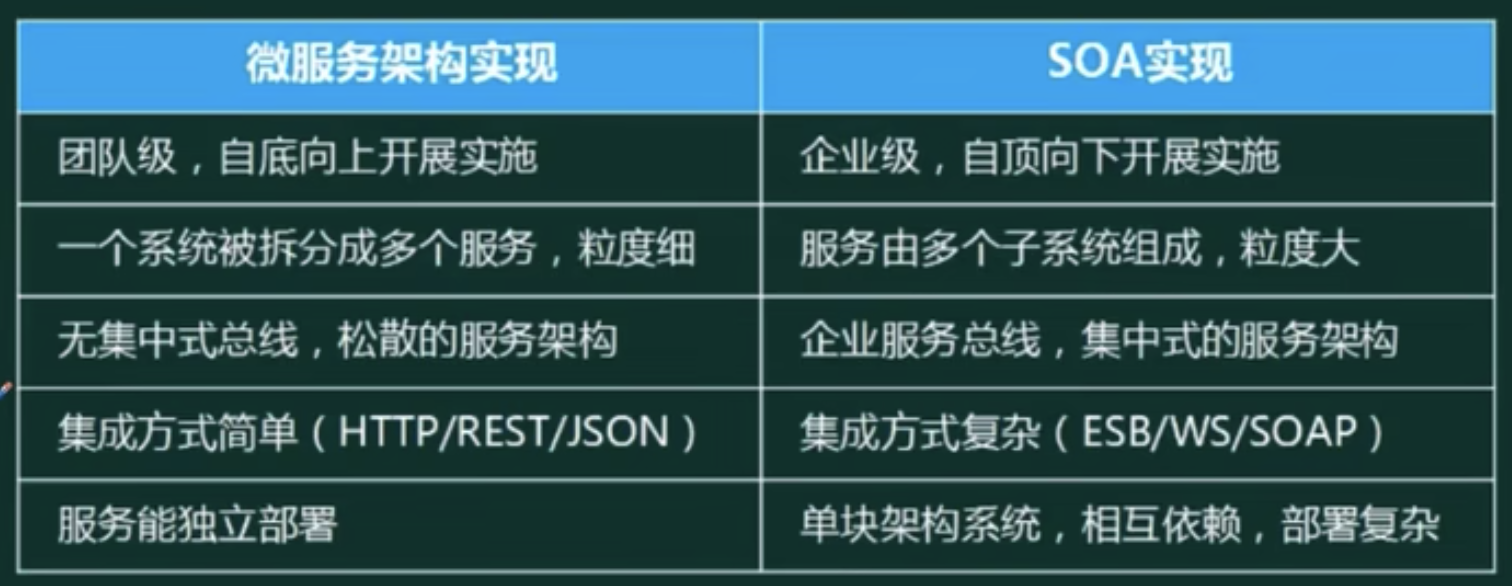 微服务架构实现
SOA实现
团队级，自底向上开展实施
企业级，自顶向下开展实施
一个系统被拆分成多个服务，粒度细
服务由多个子系统组成，粒度大
无集中式总线，松散的服务架构
企业服务总线，集中式的服务架构
集成方式简单（HTTP/REST/JSON）
集成方式复杂（ESB/WS/SOAP）
服务能独立部署
单块架构系统，相互依赖，部署复杂